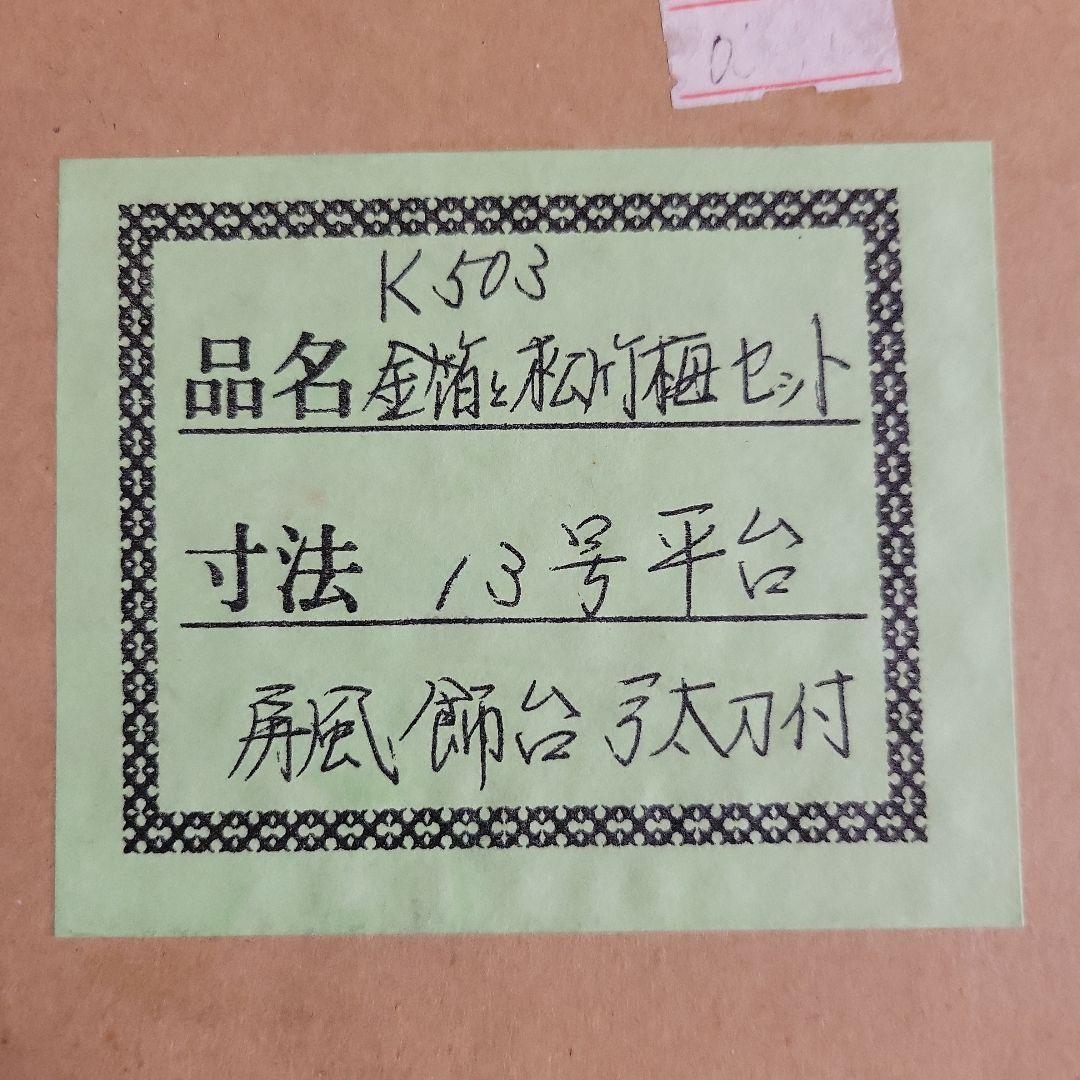 K503
品名 金箔と松竹梅セット
寸法 13号平台
屏風、飾台 弓太刀付